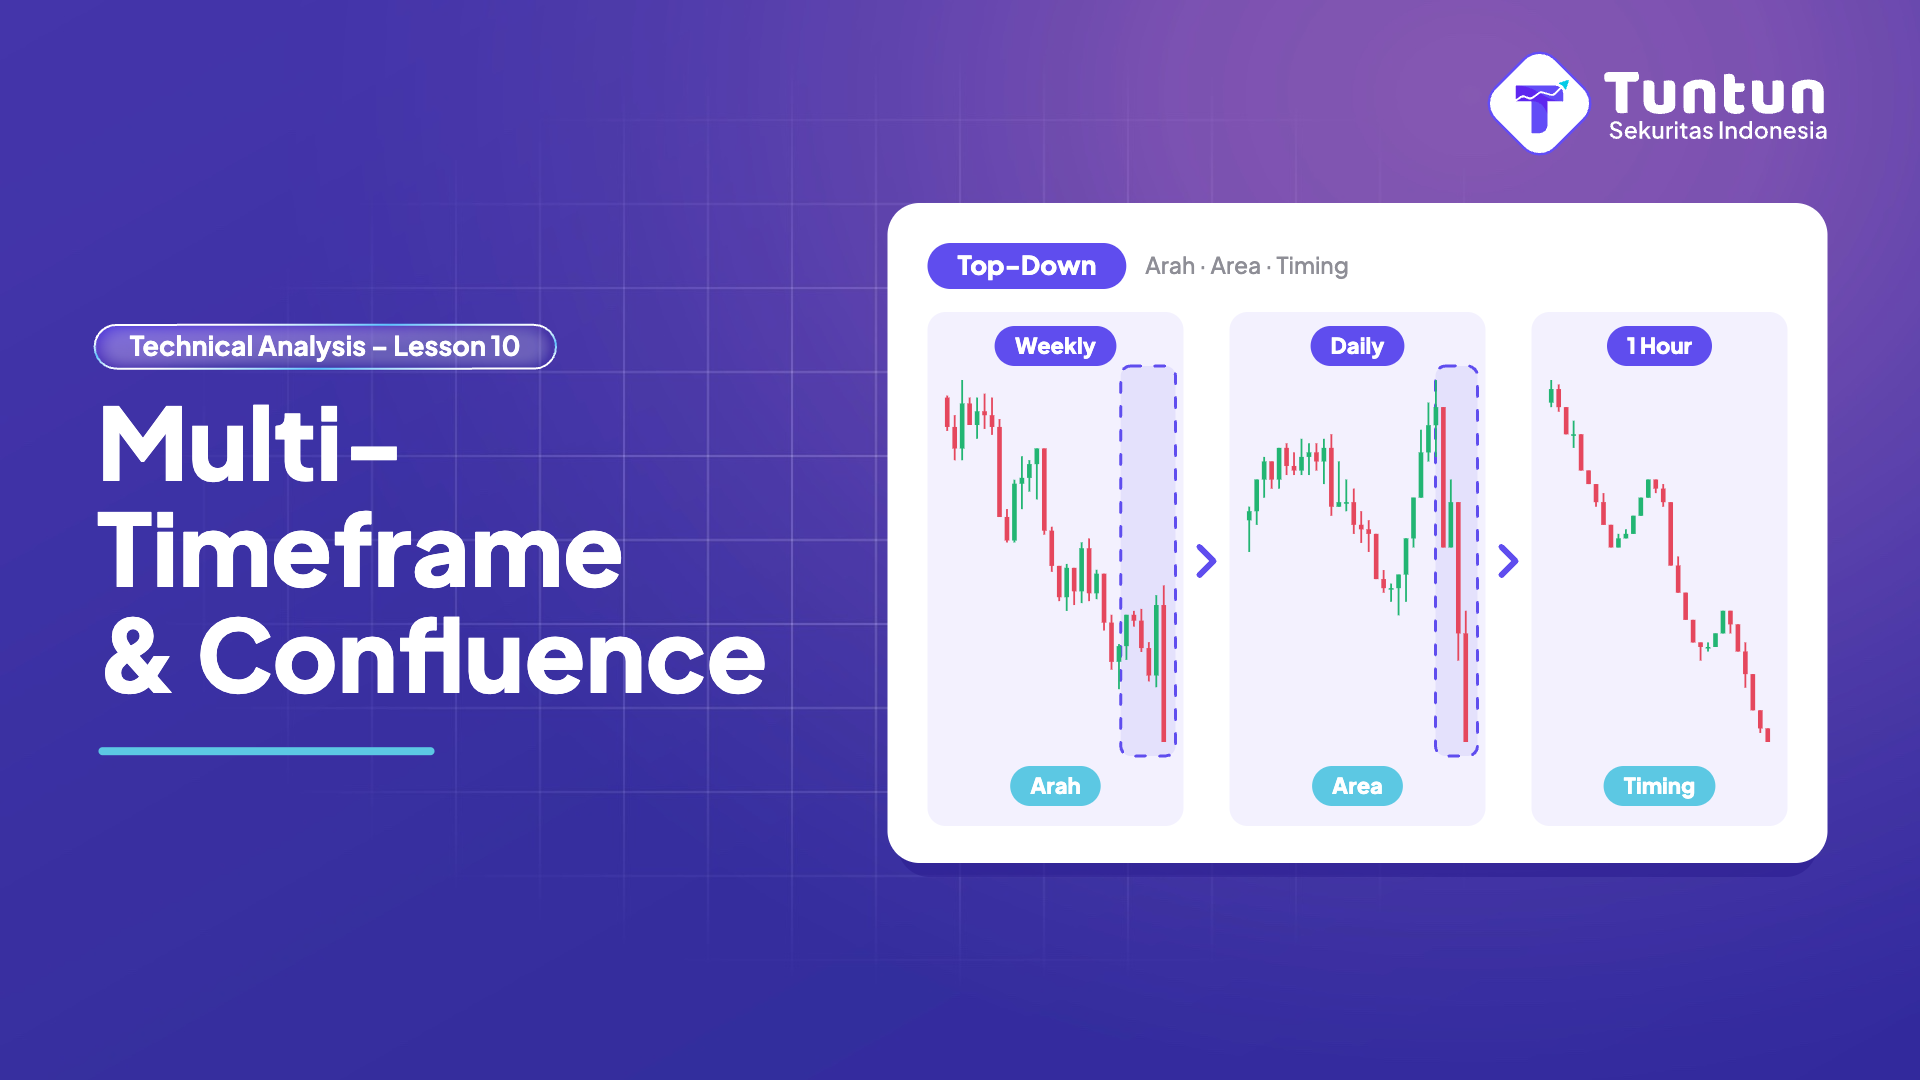 Tuntun
Sekuritas Indonesia
Technical Analysis – Lesson 10
Multi-
Timeframe
& Confluence
Top-Down
Arah · Area · Timing
Weekly
Daily
1 Hour
Arah
Area
Timing